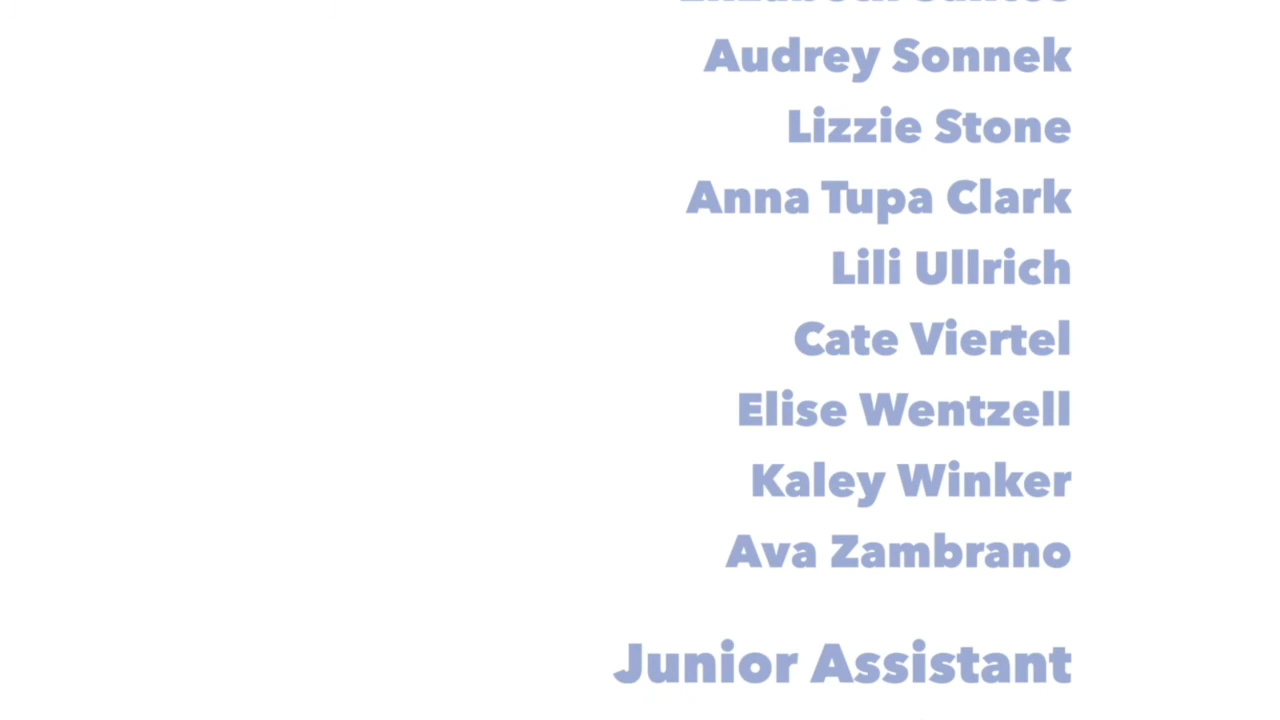 Audrey Sonnek
Lizzie Stone
Anna Tupa Clark
Lili Ullrich
Cate Viertel
Elise Wentzell
Kaley Winker
Ava Zambrano
Junior Assistant